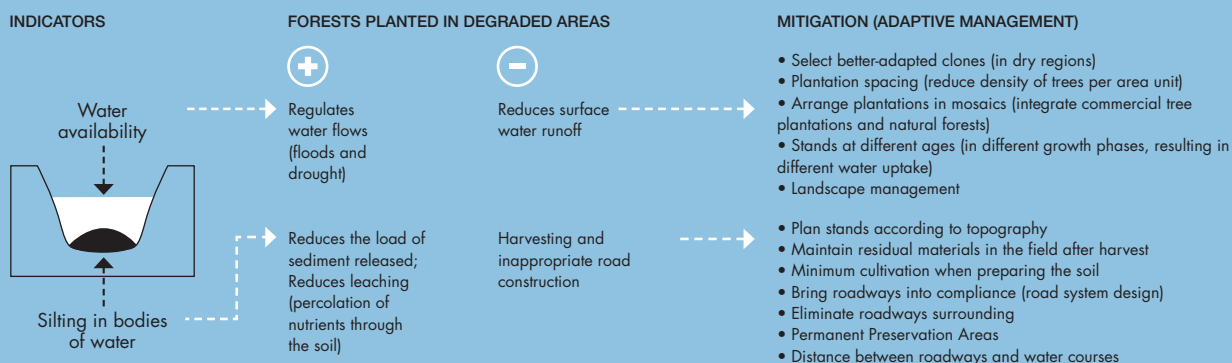 INDICATORS
FORESTS PLANTED IN DEGRADED AREAS
MITIGATION (ADAPTIVE MANAGEMENT)
+
−
Water
availability
Regulates
water flows
(floods and
drought)
Reduces surface
water runoff
• Select better-adapted clones (in dry regions)
• Plantation spacing (reduce density of trees per area unit)
• Arrange plantations in mosaics (integrate commercial tree
plantations and natural forests)
• Stands at different ages (in different growth phases, resulting in
different water uptake)
• Landscape management
Silting in bodies
of water
Reduces the load of
sediment released;
Reduces leaching
(percolation of
nutrients through
the soil)
Harvesting and
inappropriate road
construction
• Plan stands according to topography
• Maintain residual materials in the field after harvest
• Minimum cultivation when preparing the soil
• Bring roadways into compliance (road system design)
• Eliminate roadways surrounding
• Permanent Preservation Areas
• Distance between roadways and water courses